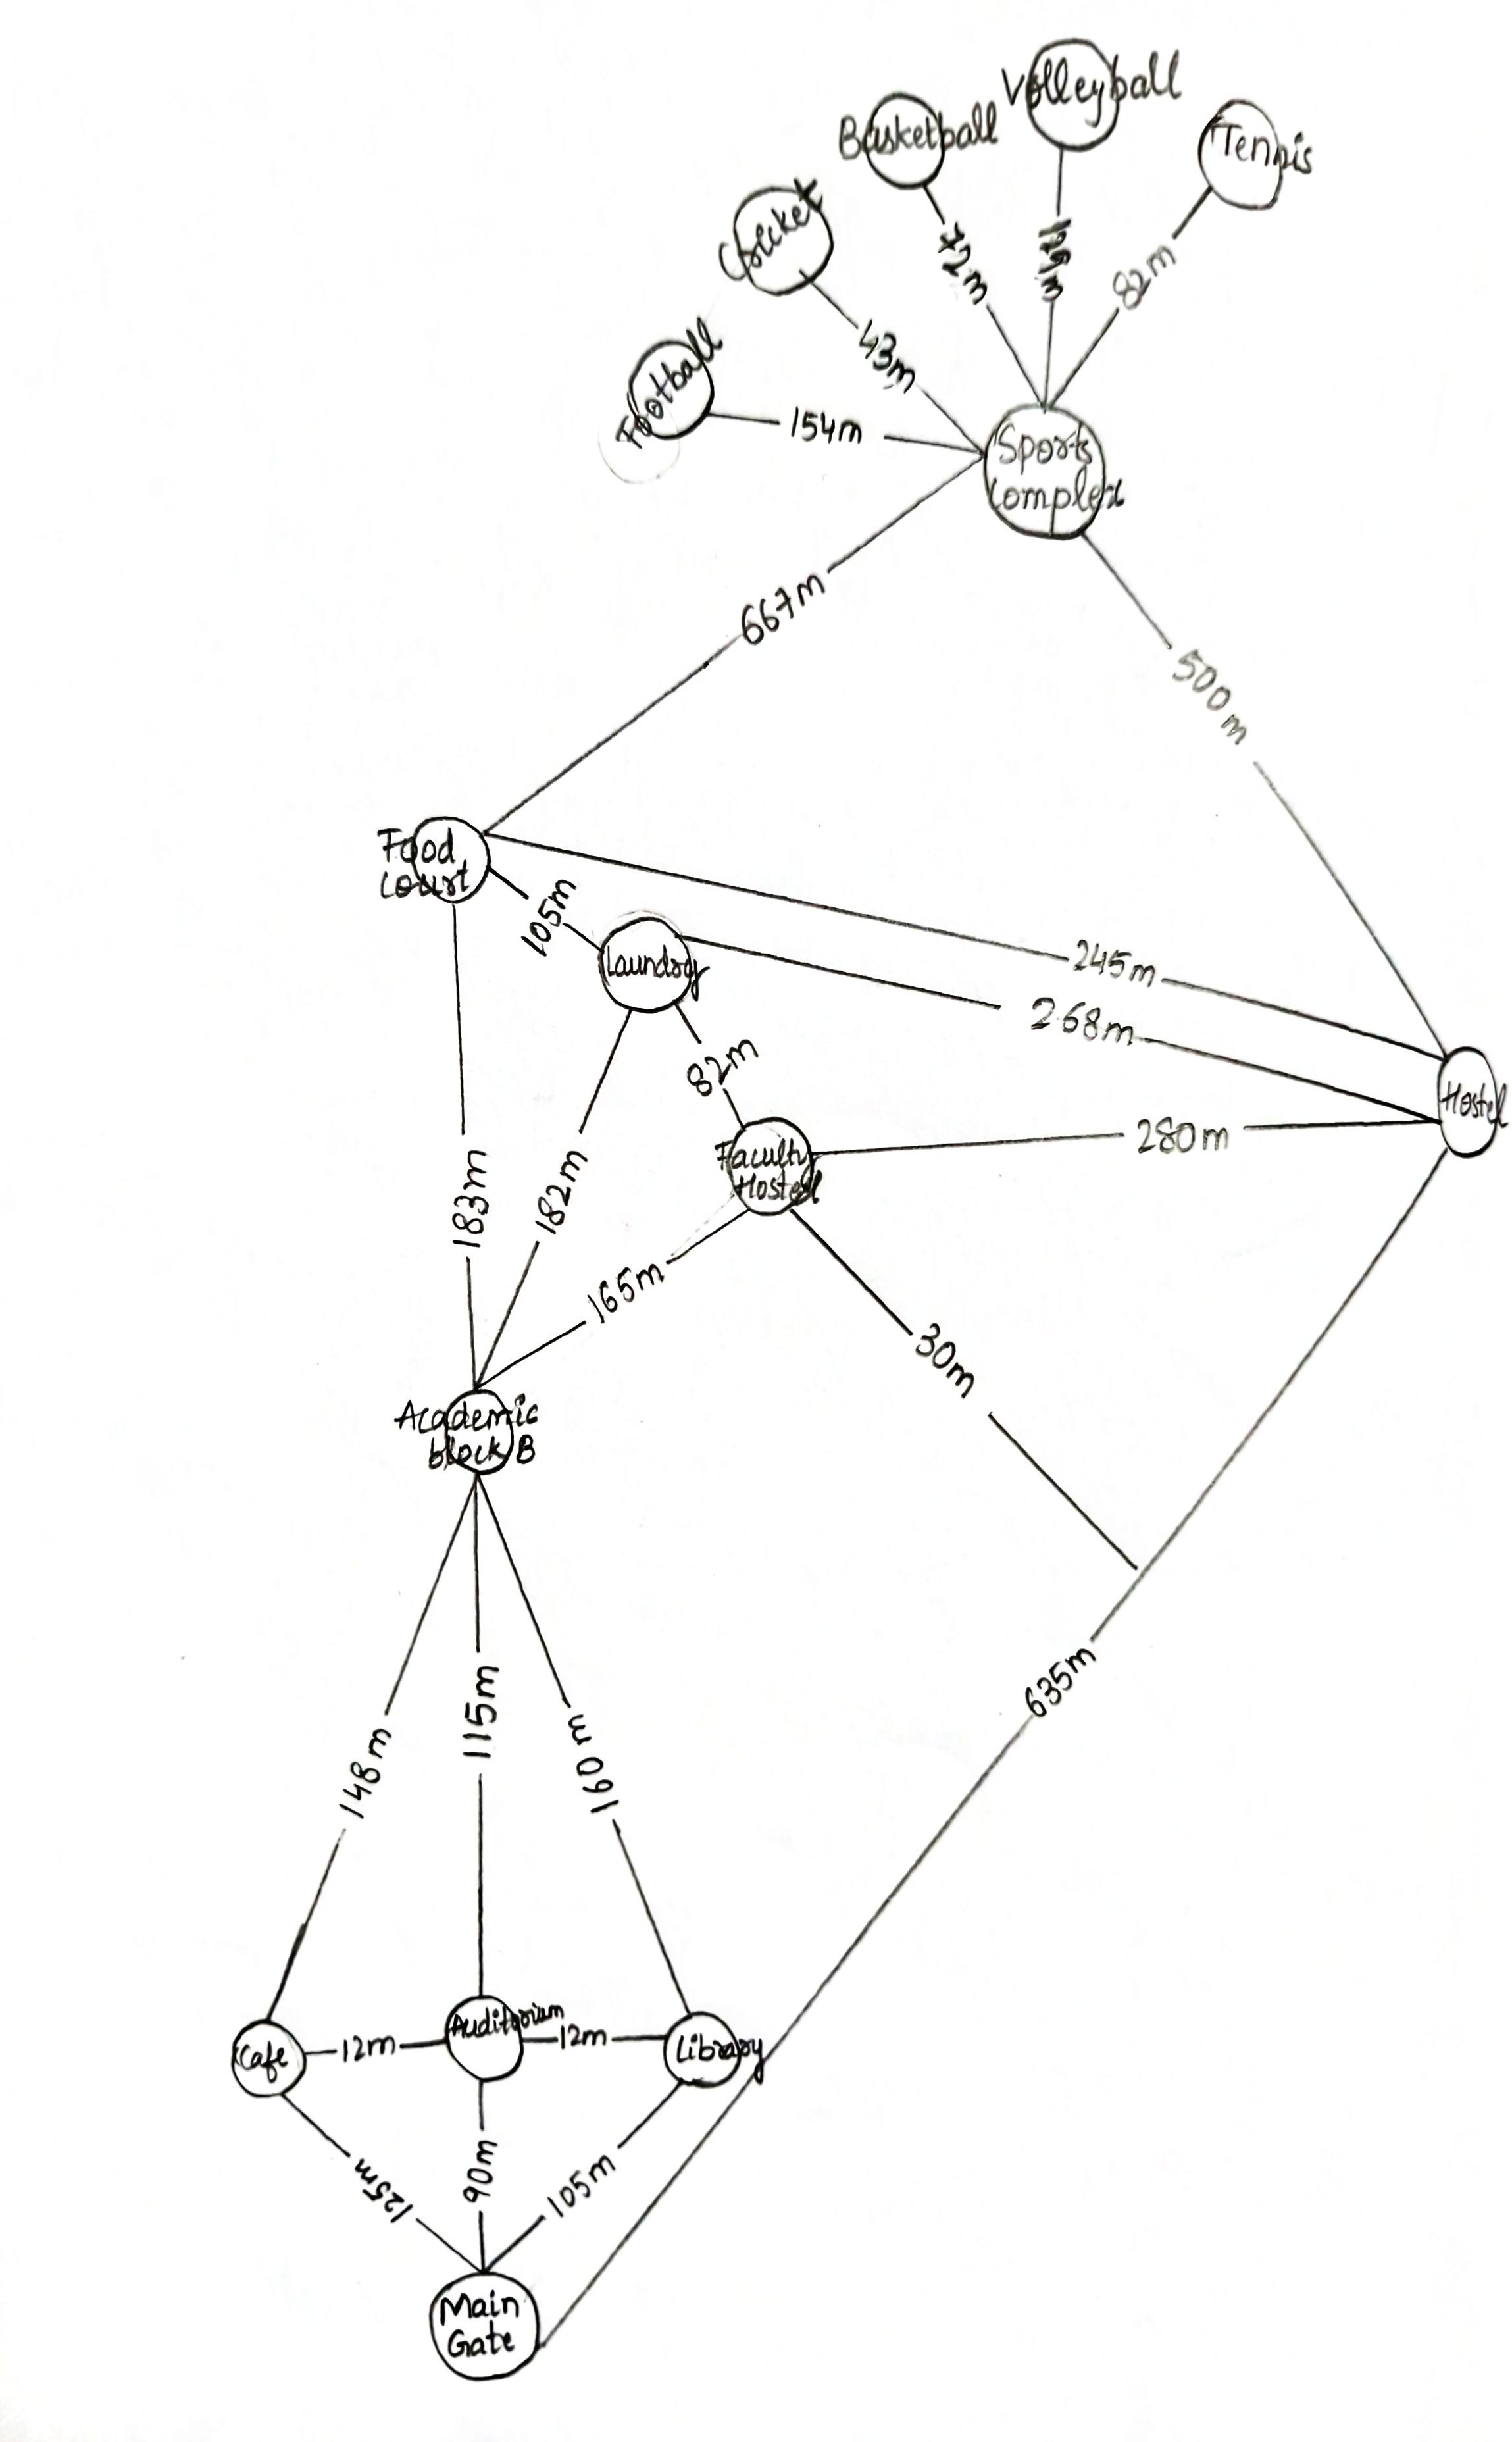 Volleyball
Basketball
Tennis
Cricket
72m
82m
43m
Football
154m
Sports
Complex
667m
500m
Food
Court
105m
Laundry
245m
268m
82m
Hostel
Faculty
Hostel
280m
183m
182m
165m
30m
Academic
block B
635m
148m
115m
160m
Cafe
12m
Auditorium
12m
Library
125m
90m
105m
Main
Gate